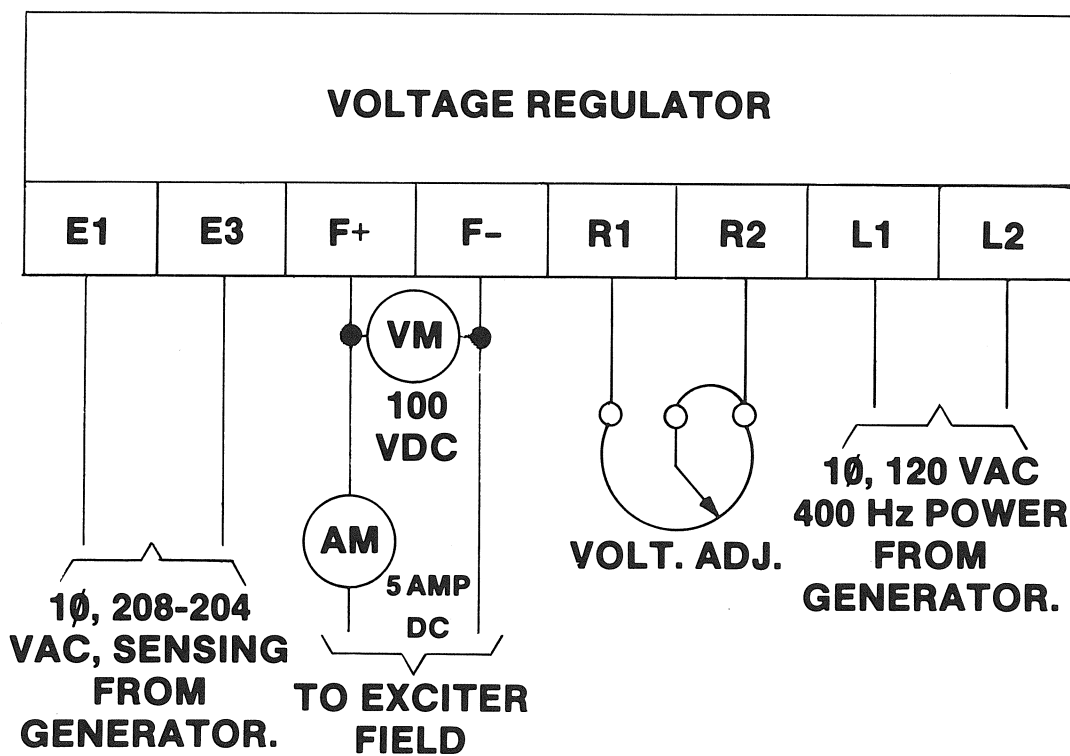 VOLTAGE REGULATOR
E1 E3 F+ F- R1 R2 L1 L2
VM
100
VDC
AM
5 AMP
DC
VOLT. ADJ.
1Ø, 120 VAC
400 Hz POWER
FROM
GENERATOR.
1Ø, 208-204
VAC, SENSING
FROM
GENERATOR.
TO EXCITER
FIELD